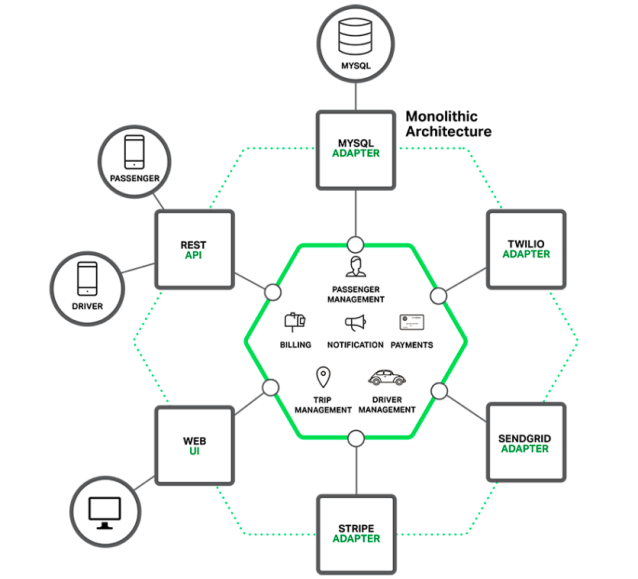 MYSQL
Monolithic
Architecture
MYSQL
ADAPTER
PASSENGER
REST
API
TWILIO
ADAPTER
DRIVER
PASSENGER
MANAGEMENT
BILLING
NOTIFICATION
PAYMENTS
TRIP
MANAGEMENT
DRIVER
MANAGEMENT
WEB
UI
SENDGRID
ADAPTER
STRIPE
ADAPTER